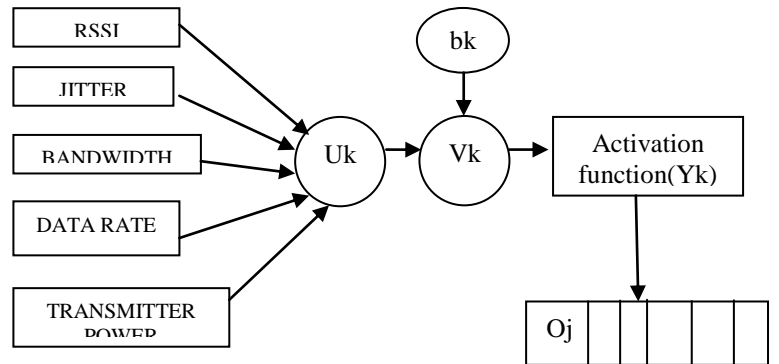 RSSI
JITTER
BANDWIDTH
DATA RATE
TRANSMITTER
POWER
Uk
bk
Vk
Activation
function(Yk)
Oj